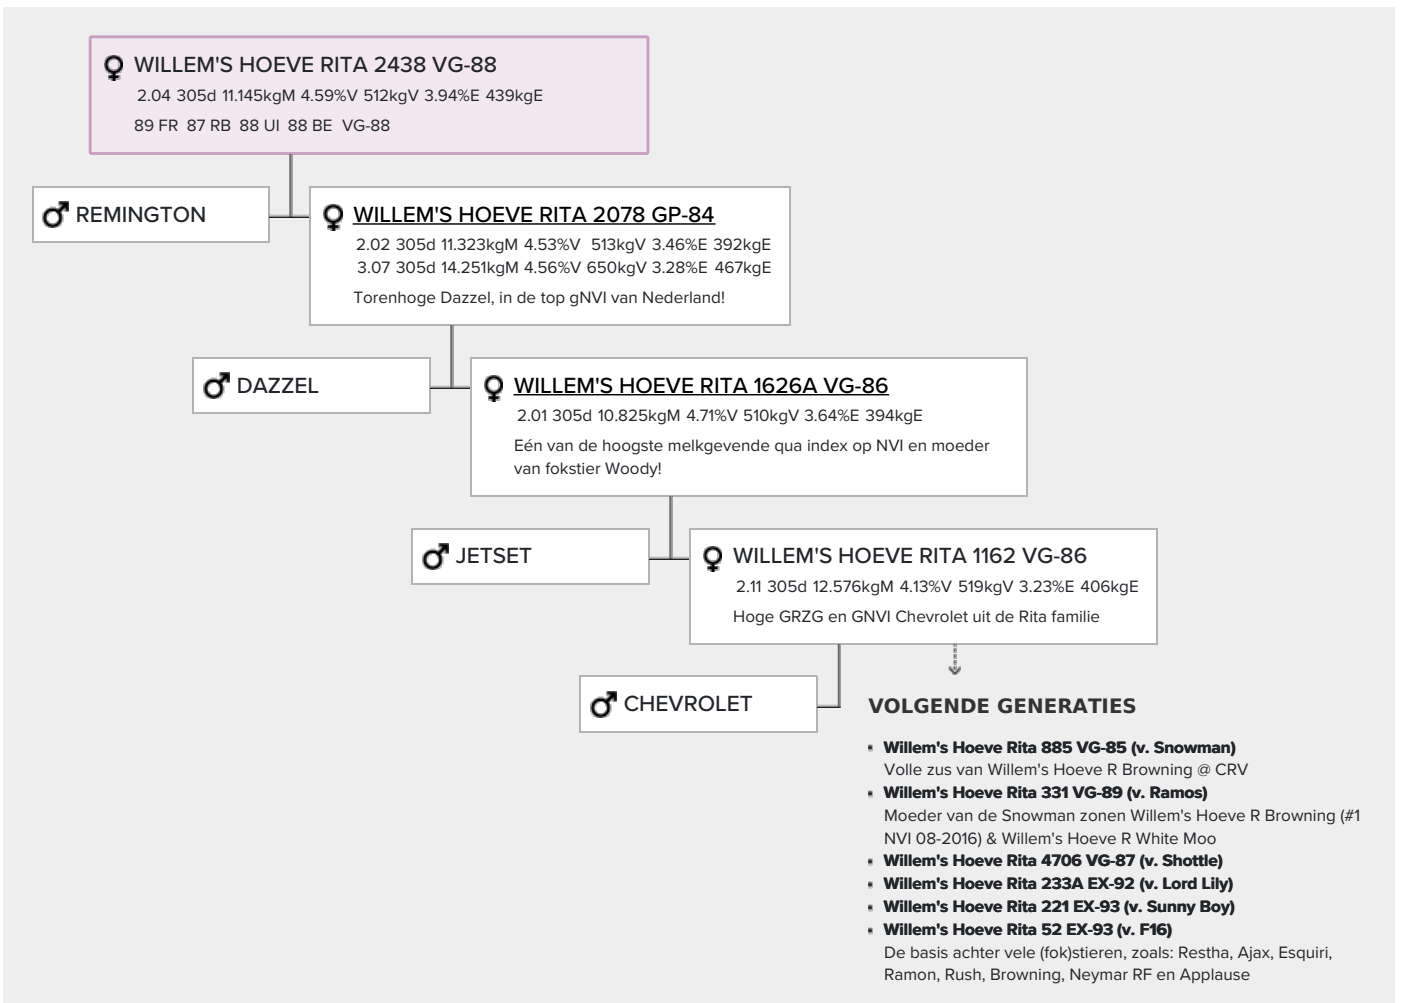 WILLEM'S HOEVE RITA 2438 VG-88
2.04 305d 11.145kgM 4.59%V 512kgV 3.94%E 439kgE
89 FR 87 RB 88 UI 88 BE VG-88
REMINGTON
WILLEM'S HOEVE RITA 2078 GP-84
2.02 305d 11.323kgM 4.53%V 513kgV 3.46%E 392kgE
3.07 305d 14.251kgM 4.56%V 650kgV 3.28%E 467kgE
Torenhoge Dazzel, in de top gNVI van Nederland!
DAZZEL
WILLEM'S HOEVE RITA 1626A VG-86
2.01 305d 10.825kgM 4.71%V 510kgV 3.64%E 394kgE
Eén van de hoogste melkgevende qua index op NVI en moeder
van fokstier Woody!
JETSET
WILLEM'S HOEVE RITA 1162 VG-86
2.11 305d 12.576kgM 4.13%V 519kgV 3.23%E 406kgE
Hoge GRZG en GNVI Chevrolet uit de Rita familie
CHEVROLET
VOLGENDE GENERATIES
Willem's Hoeve Rita 885 VG-85 (v. Snowman)
Volle zus van Willem's Hoeve R Browning @ CRV
Willem's Hoeve Rita 331 VG-89 (v. Ramos)
Moeder van de Snowman zonen Willem's Hoeve R Browning (#1
NVI 08-2016) & Willem's Hoeve R White Moo
Willem's Hoeve Rita 4706 VG-87 (v. Shottle)
Willem's Hoeve Rita 233A EX-92 (v. Lord Lily)
Willem's Hoeve Rita 221 EX-93 (v. Sunny Boy)
Willem's Hoeve Rita 52 EX-93 (v. F16)
De basis achter vele (fok)stieren, zoals: Restha, Ajax, Esquiri,
Ramon, Rush, Browning, Neymar RF en Applause